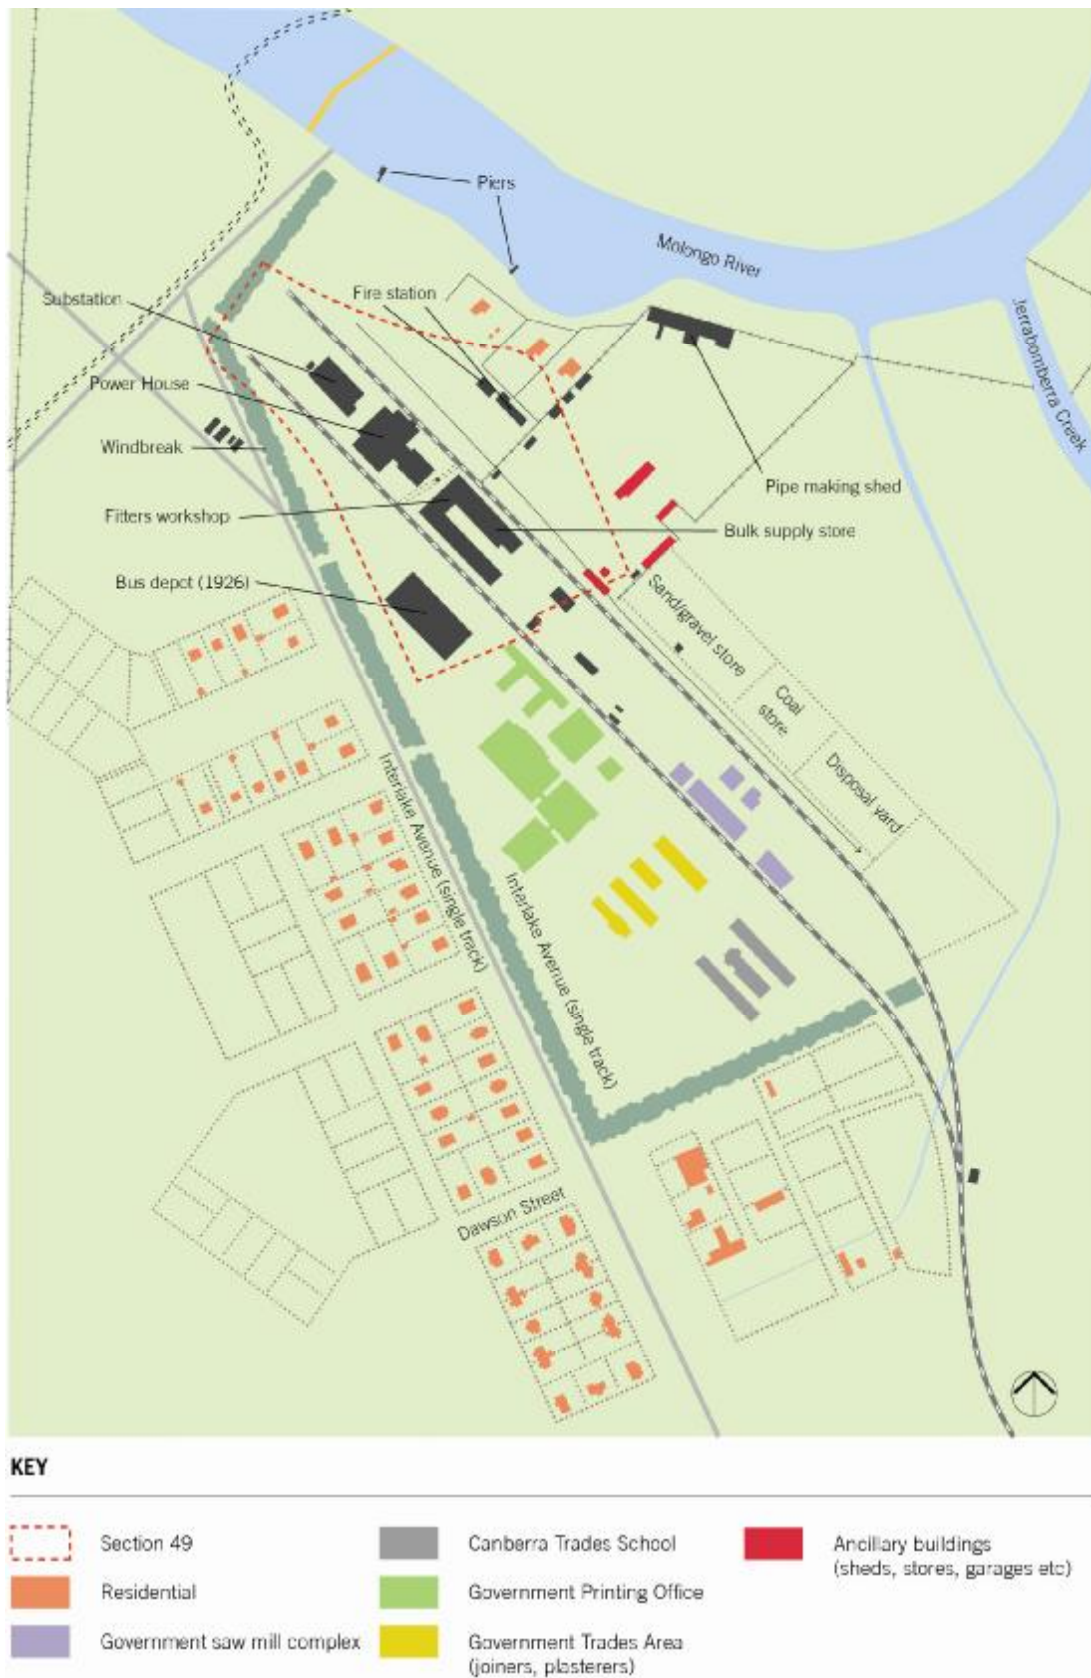 Piers
Molongo River
Jerrabomberra Creek
Substation
Fire station
Power House
Windbreak
Pipe making shed
Fitters workshop
Bulk supply store
Bus depot (1926)
Sand/gravel store
Coal
store
Disposal yard
Interlake Avenue (single track)
Interlake Avenue (single track)
Dawson Street
KEY
Section 49
Residential
Government saw mill complex
Canberra Trades School
Government Printing Office
Government Trades Area
(joiners, plasterers)
Ancillary buildings
(sheds, stores, garages etc)